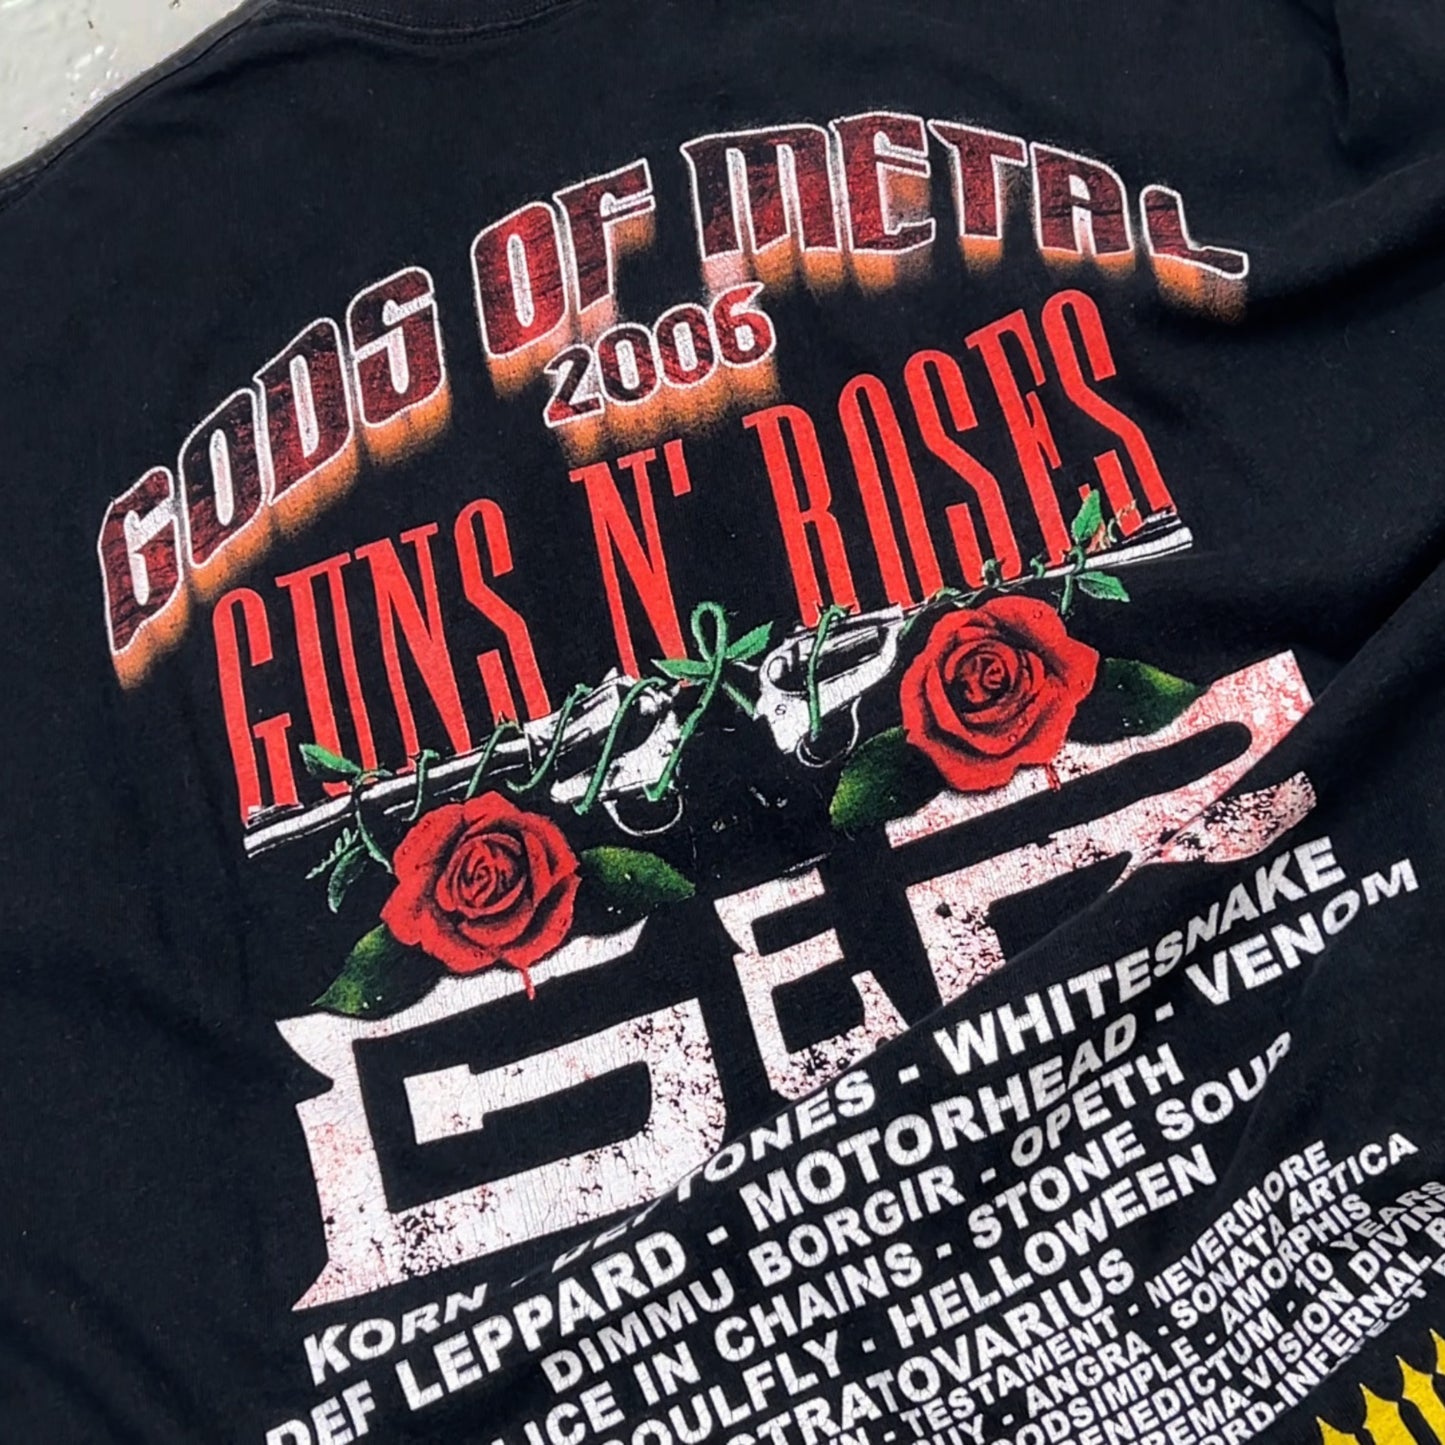 GODS OF METAL
2006
GUNS N' ROSES
G E R
KORN - DEFTONES - WHITESNAKE
DEF LEPPARD - MOTORHEAD - VENOM
DIMMU BORGIR - OPETH
ALICE IN CHAINS - STONE SOUR
SOULFLY - HELLOWEEN
STRATOVARIUS
- TESTAMENT - NEVERMORE
- ANGRA - SONATA ARTICA
- AMORPHIS
BENEDICTUM - 10 YEARS
- VISION DIVINE
- INFERNAL